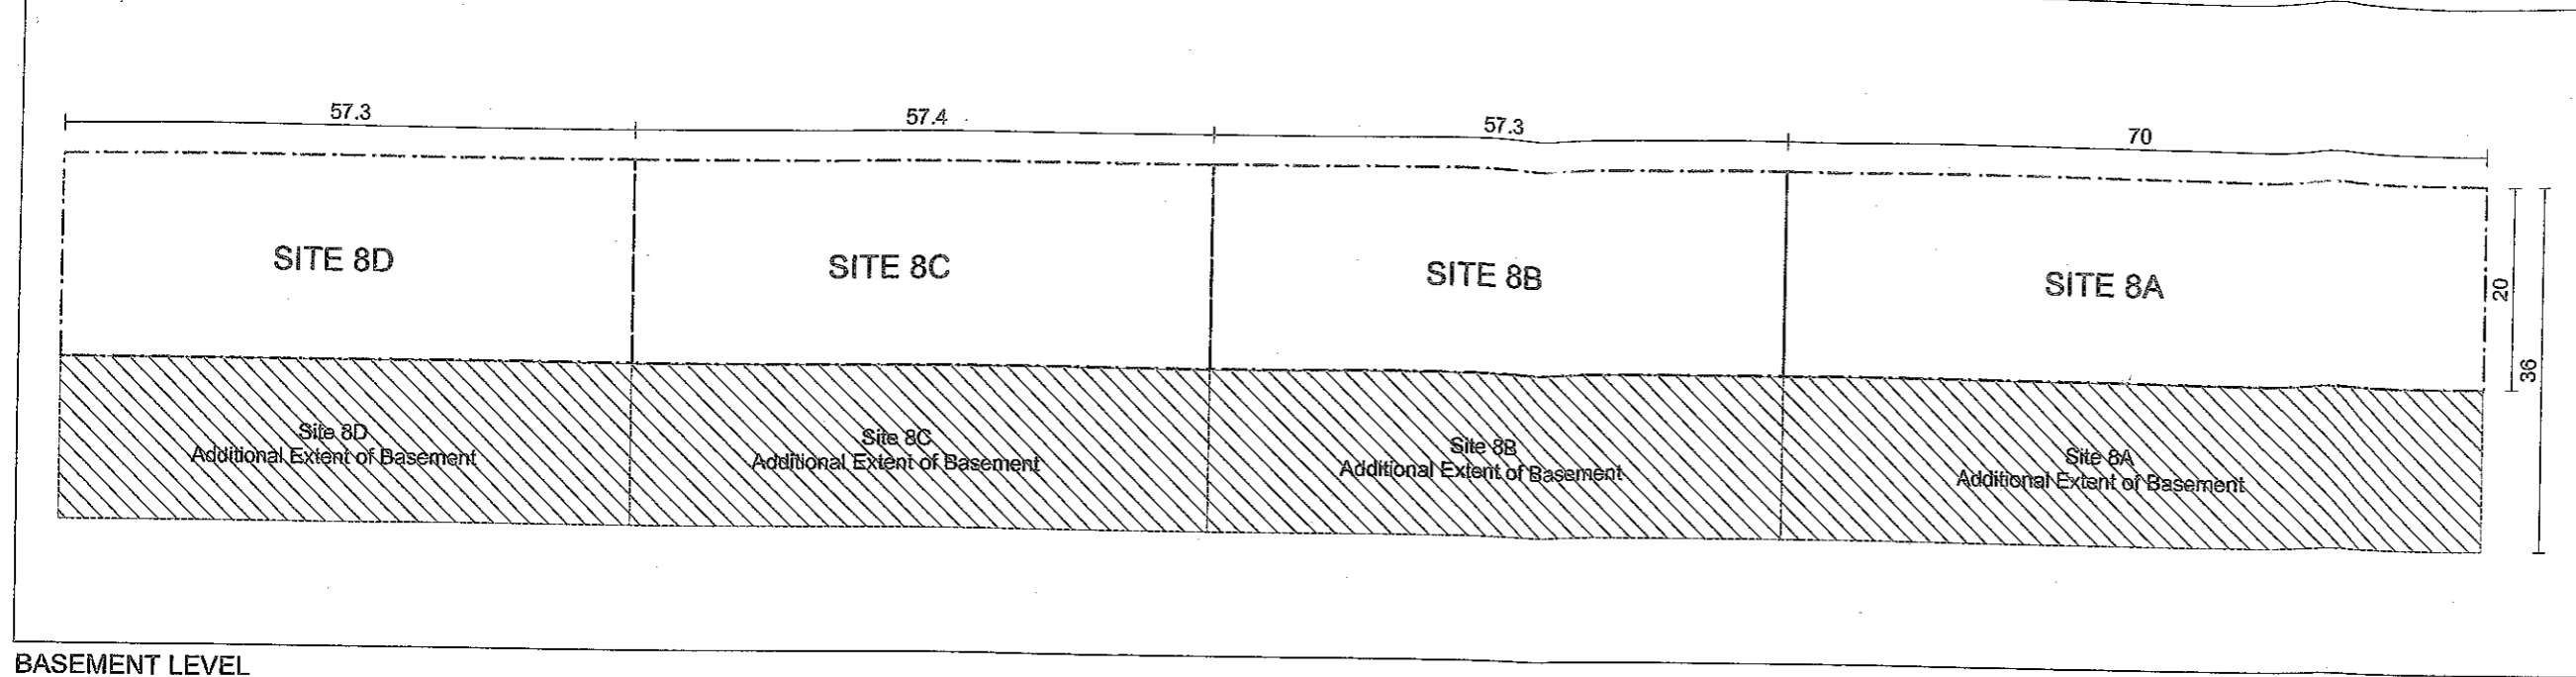 57.3
57.4
57.3
70
SITE 8D
SITE 8C
SITE 8B
SITE 8A
20
36
Site 8D
Additional Extent of Basement
Site 8C
Additional Extent of Basement
Site 8B
Additional Extent of Basement
Site 8A
Additional Extent of Basement
BASEMENT LEVEL